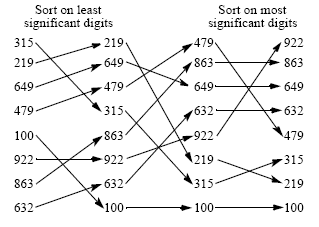 Sort on least
significant digits
Sort on most
significant digits
315 219 479 922
219 649 863 863
649 479 649 649
479 315 632 632
100 863 922 479
922 922 219 315
863 632 315 219
632 100 100 100